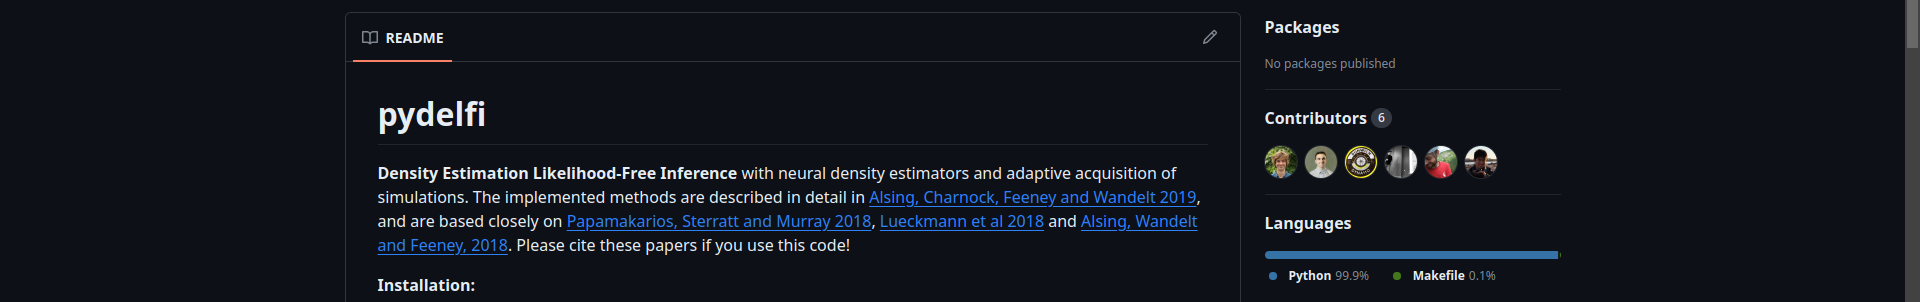 README
pydelfi
Density Estimation Likelihood-Free Inference with neural density estimators and adaptive acquisition of
simulations. The implemented methods are described in detail in Alsing, Charnock, Feeney and Wandelt 2019,
and are based closely on Papamakarios, Sterratt and Murray 2018, Lueckmann et al 2018 and Alsing, Wandelt
and Feeney, 2018. Please cite these papers if you use this code!
Installation:
Packages
No packages published
Contributors 6
Languages
Python 99.9% Makefile 0.1%